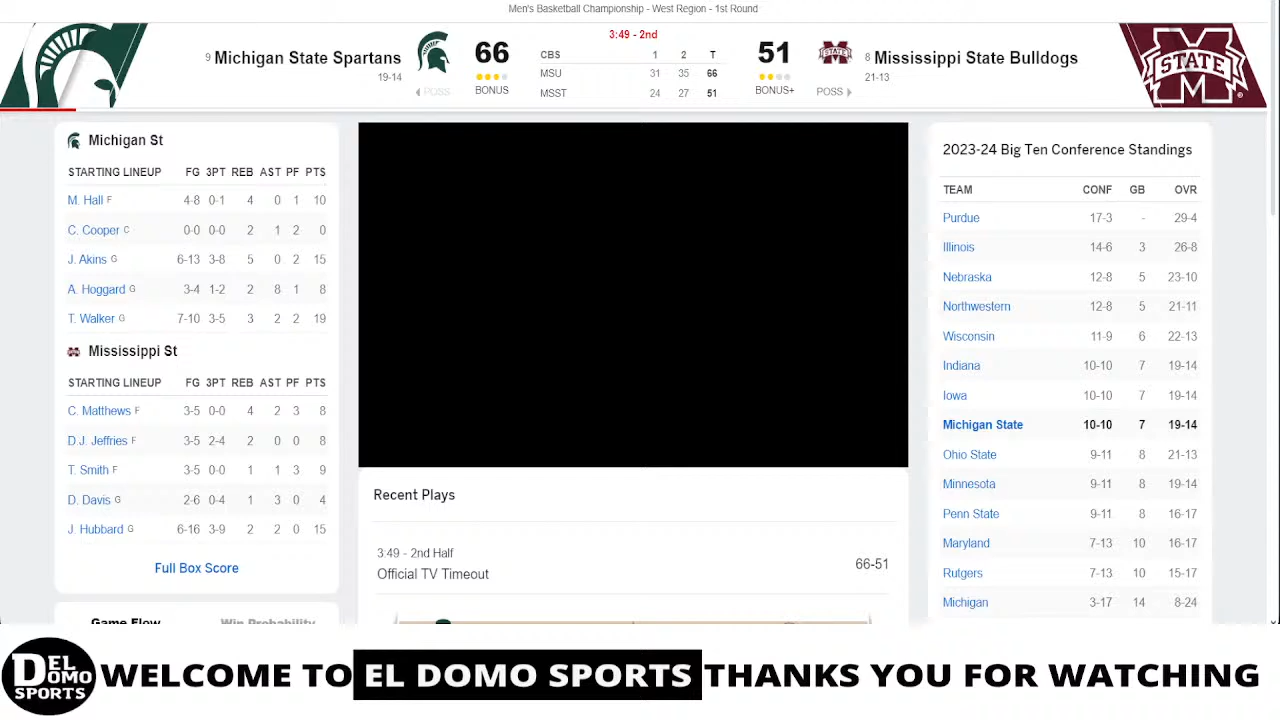 Men's Basketball Championship - West Region - 1st Round
9 Michigan State Spartans
19-14
POSS
66
BONUS
3:49 - 2nd
CBS 1 2 T
MSU 31 35 66
MSST 24 27 51
51
BONUS+
STATE
POSS
8 Mississippi State Bulldogs
21-13
STATE
Michigan St
STARTING LINEUP FG 3PT REB AST PF PTS
M. Hall F 4-8 0-1 4 0 1 10
C. Cooper C 0-0 0-0 2 1 2 0
J. Akins G 6-13 3-8 5 0 2 15
A. Hoggard G 3-4 1-2 2 8 1 8
T. Walker G 7-10 3-5 3 2 2 19
Mississippi St
STARTING LINEUP FG 3PT REB AST PF PTS
C. Matthews F 3-5 0-0 4 2 3 8
D.J. Jeffries F 3-5 2-4 2 0 0 8
T. Smith F 3-5 0-0 1 1 3 9
D. Davis G 2-6 0-4 1 3 0 4
J. Hubbard G 6-16 3-9 2 2 0 15
Full Box Score
Game Flow Win Probability
Recent Plays
3:49 - 2nd Half
Official TV Timeout
66-51
2023-24 Big Ten Conference Standings
TEAM CONF GB OVR
Purdue 17-3 - 29-4
Illinois 14-6 3 26-8
Nebraska 12-8 5 23-10
Northwestern 12-8 5 21-11
Wisconsin 11-9 6 22-13
Indiana 10-10 7 19-14
Iowa 10-10 7 19-14
Michigan State 10-10 7 19-14
Ohio State 9-11 8 21-13
Minnesota 9-11 8 19-14
Penn State 9-11 8 16-17
Maryland 7-13 10 16-17
Rutgers 7-13 10 15-17
Michigan 3-17 14 8-24
DEL DOMO SPORTS
WELCOME TO EL DOMO SPORTS THANKS YOU FOR WATCHING